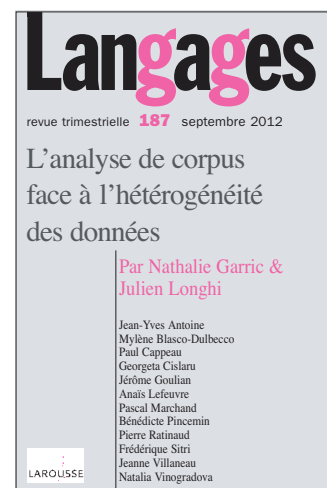 Langages
revue trimestrielle 187 septembre 2012
L'analyse de corpus
face à l'hétérogénéité
des données
Par Nathalie Garric &
Julien Longhi
Jean-Yves Antoine
Mylène Blasco-Dulbecco
Paul Cappeau
Georgeta Cislaru
Jérôme Goulian
Anaïs Lefeuvre
Pascal Marchand
Bénédicte Pincemin
Pierre Ratinaud
Frédérique Sitri
Jeanne Villaneau
Natalia Vinogradova
LAROUSSE